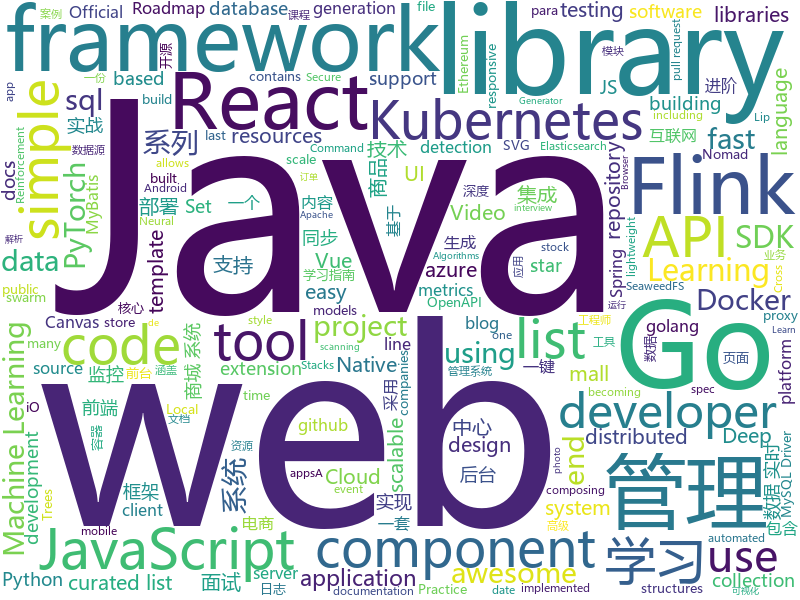 案例 Official Roadmap database generation file para testing software 课程
framework library libraries
开源 Ethereum responsive JS 模块 pull request
一份 contains Secure
app build based support building 进阶
simple sql React Kubernetes
实战 系列 resources fast 互联网 language
docs last Command scale 技术 detection SVG Generator Elasticsearch including Lip
数据源 built allows 订单 UI Nomad
Reinforcement MyBatis PyTorch 部署 Set Android 一个 Apache 内容 商品 深度 集成 interview Flink
data template Neural 基于 Video 生成 Algorithms 应用 Spring repository lightweight API SDK
解析 Vue 支持 同步 star 业务 Cross
Java
public easy 学习指南 azure stock Learning
swarm Canvas store metrics OpenAPI SeaweedFS Browser
核心 models Docker
code style tool project blog golang 运行 proxy
many 商城 系统 line Go
Machine Learning source 监控 前台 extension Native using list 工程师 数据 页面 platform
Stacks 管理系统 one 工具 Learn
iO 涵盖 time 一键 mall
development 前端 Local 采用 companies spec becoming
容器 文档 github scanning developer
web
系统 Cloud scalable 中心 design distributed Deep
client 框架 实现 后台 end 管理 实时 包含 数据 MySQL Driver
资源 电商 一套 appsA photo
Trees JavaScript event component system composing 学习 use
mobile server awesome 高级 automated
Python curated list 面试 日志 application documentation Practice date implemented de structures 可视化 collection